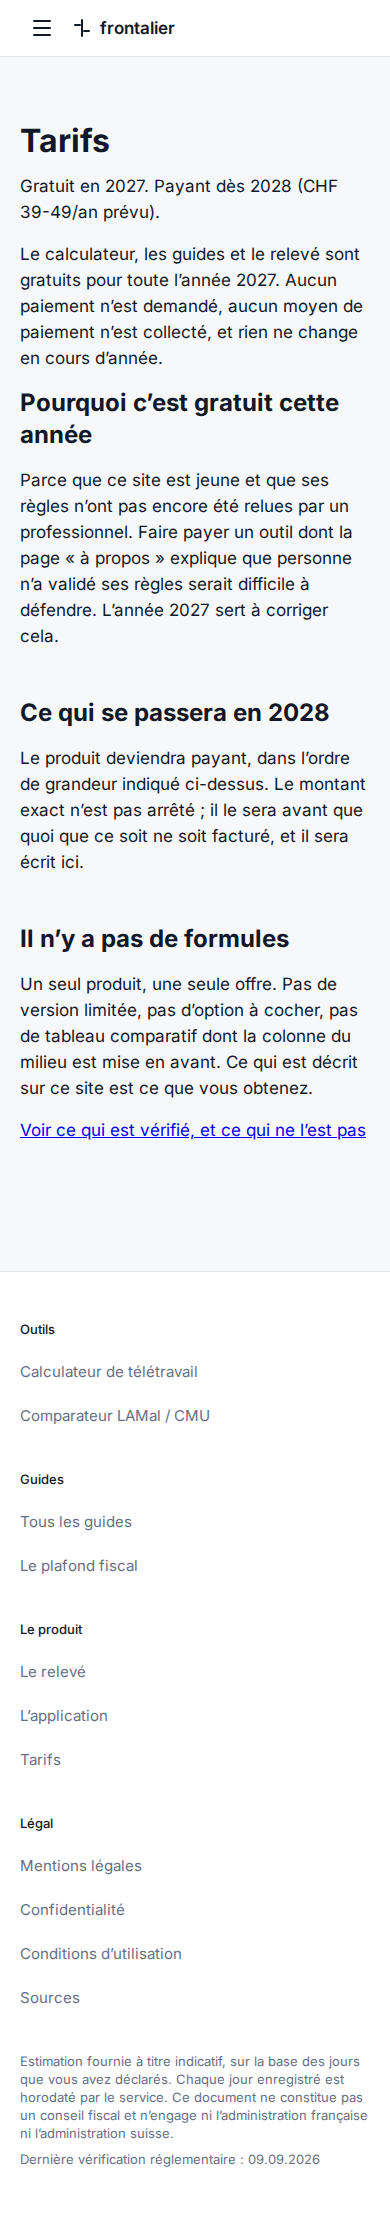 frontalier
Tarifs
Gratuit en 2027. Payant dès 2028 (CHF
39-49/an prévu).
Le calculateur, les guides et le relevé sont
gratuits pour toute l’année 2027. Aucun
paiement n’est demandé, aucun moyen de
paiement n’est collecté, et rien ne change
en cours d’année.
Pourquoi c’est gratuit cette
année
Parce que ce site est jeune et que ses
règles n’ont pas encore été relues par un
professionnel. Faire payer un outil dont la
page « à propos » explique que personne
n’a validé ses règles serait difficile à
défendre. L’année 2027 sert à corriger
cela.
Ce qui se passera en 2028
Le produit deviendra payant, dans l’ordre
de grandeur indiqué ci-dessus. Le montant
exact n’est pas arrêté ; il le sera avant que
quoi que ce soit ne soit facturé, et il sera
écrit ici.
Il n’y a pas de formules
Un seul produit, une seule offre. Pas de
version limitée, pas d’option à cocher, pas
de tableau comparatif dont la colonne du
milieu est mise en avant. Ce qui est décrit
sur ce site est ce que vous obtenez.
Voir ce qui est vérifié, et ce qui ne l’est pas
Outils
Calculateur de télétravail
Comparateur LAMal / CMU
Guides
Tous les guides
Le plafond fiscal
Le produit
Le relevé
L’application
Tarifs
Légal
Mentions légales
Confidentialité
Conditions d’utilisation
Sources
Estimation fournie à titre indicatif, sur la base des jours
que vous avez déclarés. Chaque jour enregistré est
horodaté par le service. Ce document ne constitue pas
un conseil fiscal et n’engage ni l’administration française
ni l’administration suisse.
Dernière vérification réglementaire : 09.09.2026